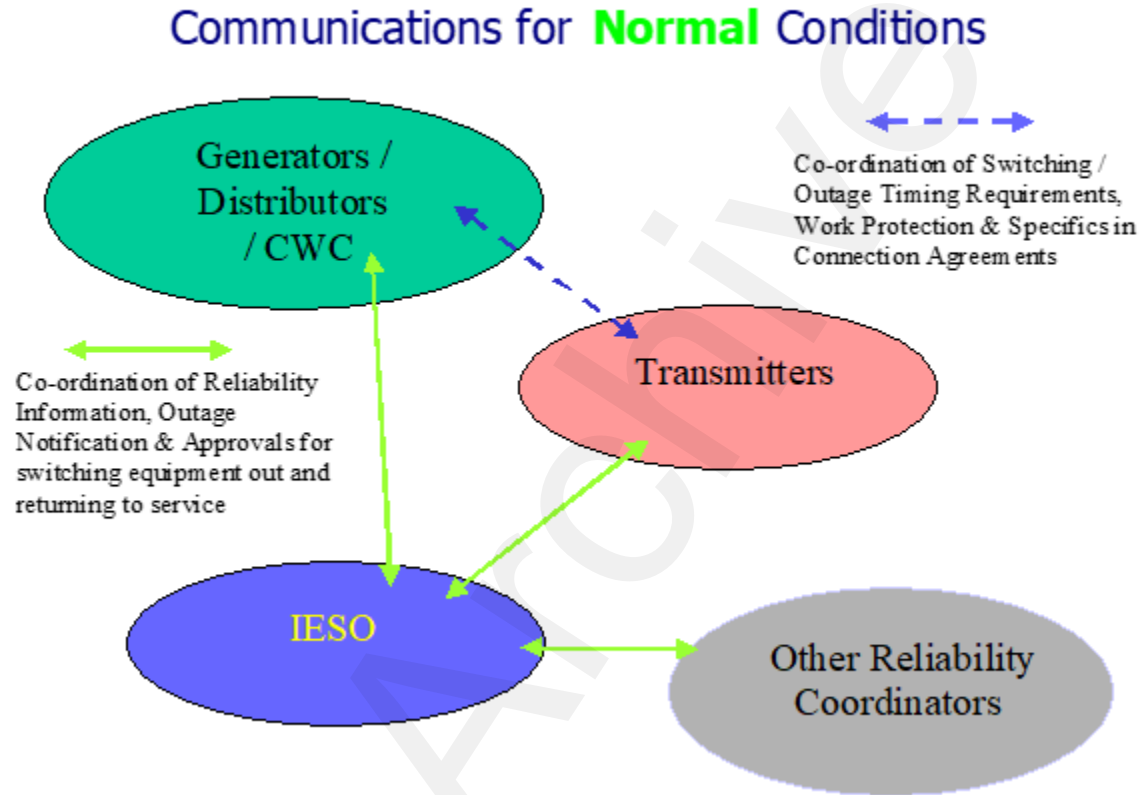 Communications for Normal Conditions
Generators /
Distributors
/ CWC
Co-ordination of Switching /
Outage Timing Requirements,
Work Protection & Specifics in
Connection Agreements
Transmitters
Co-ordination of Reliability
Information, Outage
Notification & Approvals for
switching equipment out and
returning to service
IESO
Other Reliability
Coordinators
Archive